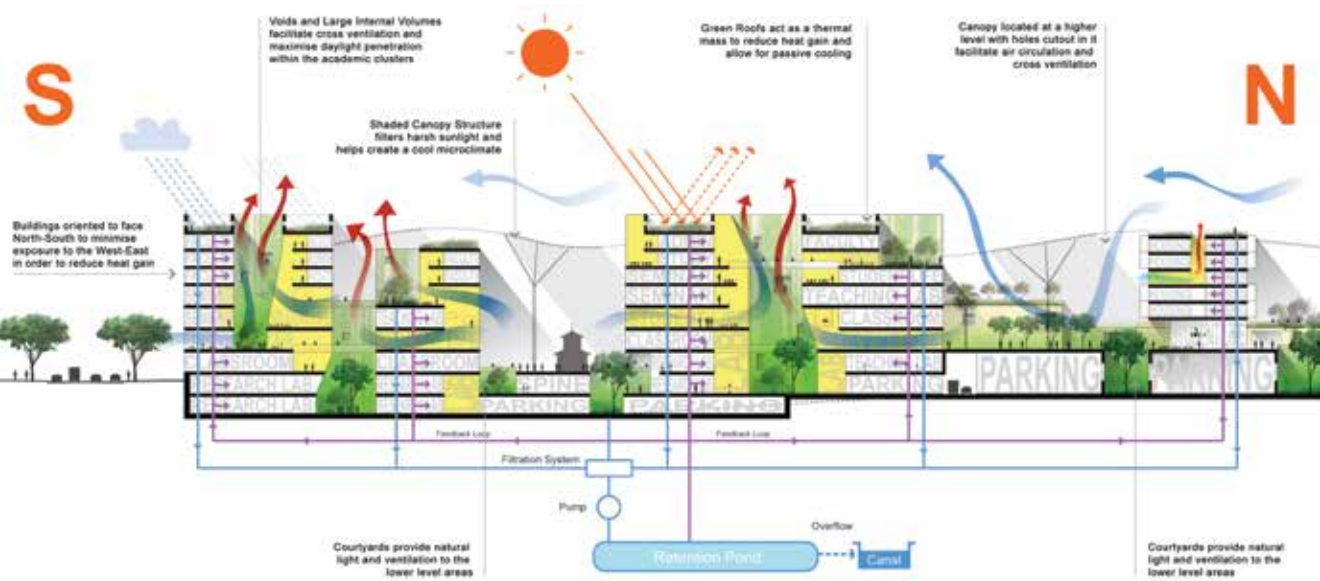 Voids and Large Internal Volumes
facilitate cross ventilation and
maximise daylight penetration
within the academic clusters
Green Roofs act as a thermal
mass to reduce heat gain and
allow for passive cooling
Canopy located at a higher
level with holes cutout in it
facilitate air circulation and
cross ventilation
S
N
Shaded Canopy Structure
filters harsh sunlight and
helps create a cool microclimate
Buildings oriented to face
North-South to minimise
exposure to the West-East
in order to reduce heat gain
FACULTY
TEACHING LAB
CLASSROOM
PARKING
PARKING
PARKING
ARCH LAB
ARCH LAB
SPINE
PARKING
PARKING
Feedback Loop
Feedback Loop
Filtration System
Pump
Overflow
Retention Pond
Canal
Courtyards provide natural
light and ventilation to the
lower level areas
Courtyards provide natural
light and ventilation to the
lower level areas